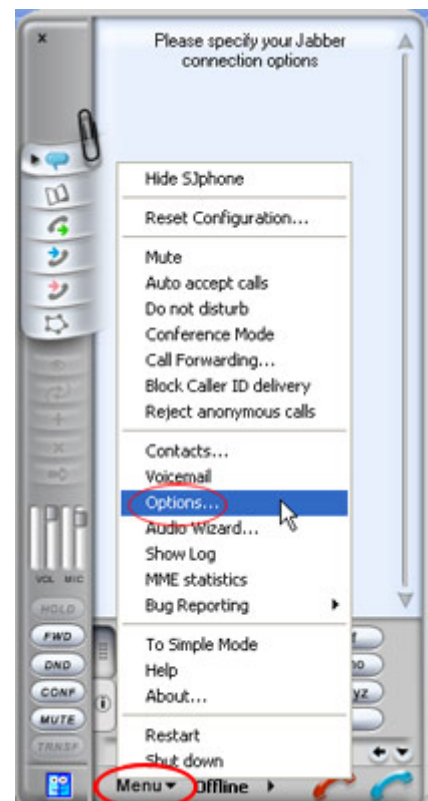 x
Please specify your Jabber
connection options
Hide SJphone
Reset Configuration...
Mute
Auto accept calls
Do not disturb
Conference Mode
Call Forwarding...
Block Caller ID delivery
Reject anonymous calls
Contacts...
Voicemail
Options...
Audio Wizard...
Show Log
MME statistics
Bug Reporting
To Simple Mode
Help
About...
Restart
Shut down
VOL MIC
HOLD
FWD
DND
CONF
MUTE
TRNSF
Menu
Offline